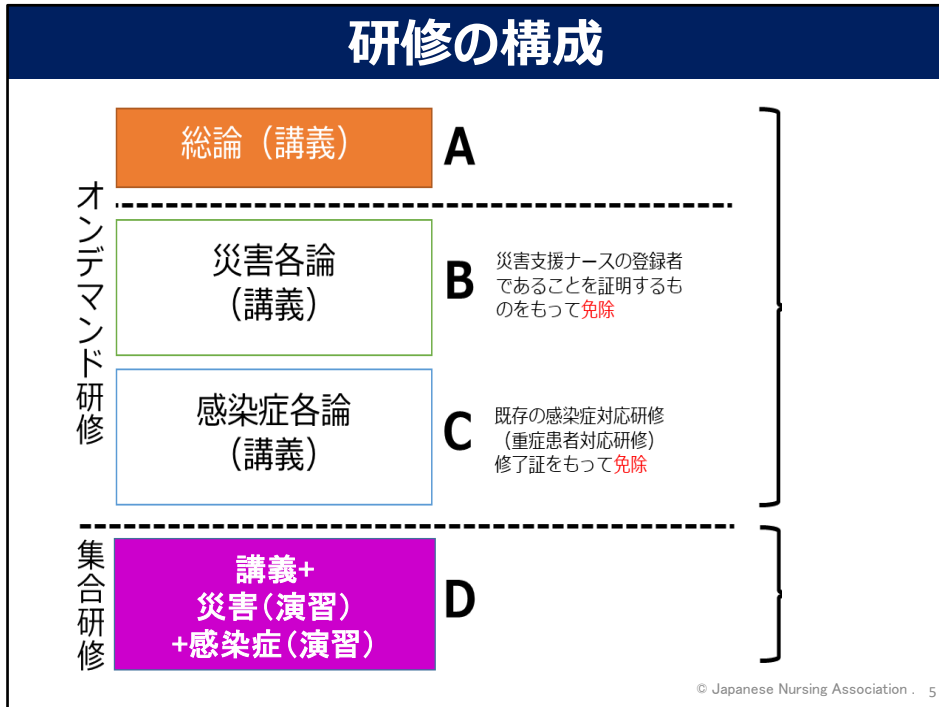 研修の構成
オンデマンド研修
総論（講義）
A
災害各論
（講義）
B
災害支援ナースの登録者
であることを証明するも
のをもって免除
感染症各論
（講義）
C
既存の感染症対応研修
（重症患者対応研修）
修了証をもって免除
集合研修
講義+
災害（演習）
+感染症（演習）
D
© Japanese Nursing Association . 5